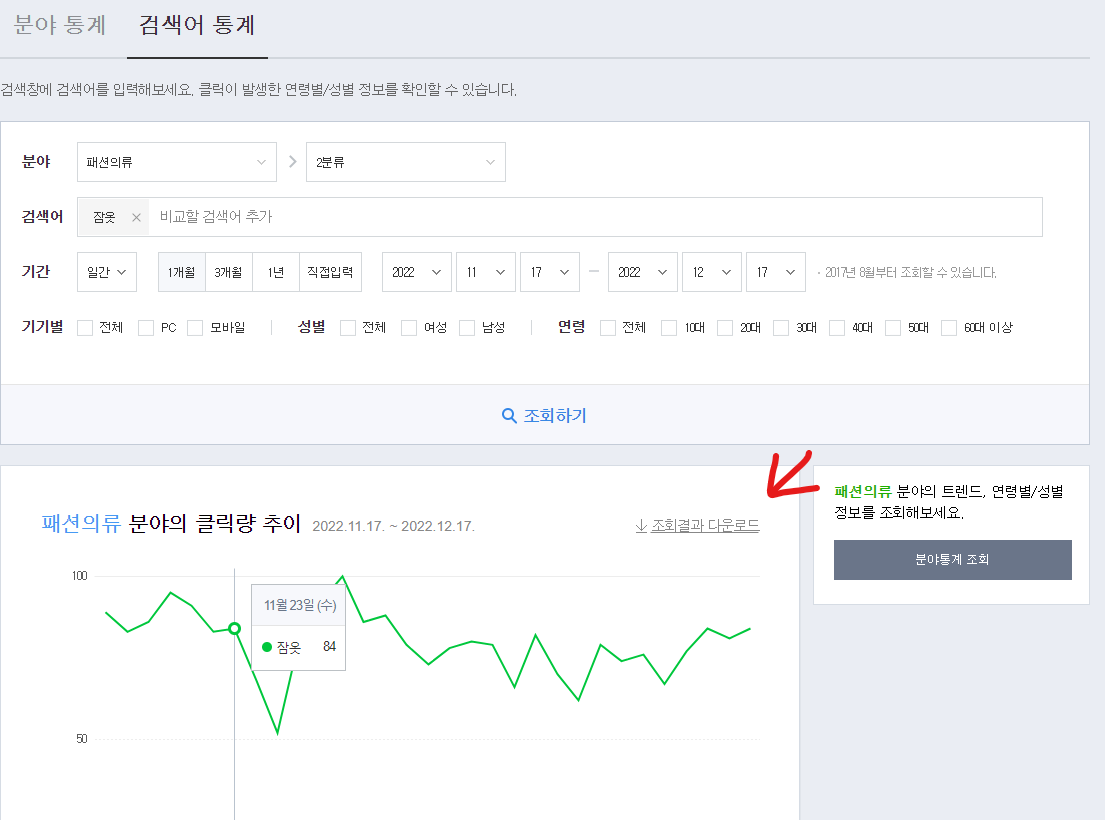 분야 통계 검색어 통계
검색창에 검색어를 입력해보세요. 클릭이 발생한 연령별/성별 정보를 확인할 수 있습니다.
분야 패션의류 2분류
검색어 잠옷 × 비교할 검색어 추가
기간 일간 1개월 3개월 1년 직접입력 2022 11 17 - 2022 12 17 · 2017년 8월부터 조회할 수 있습니다.
기기별 전체 PC 모바일 성별 전체 여성 남성 연령 전체 10대 20대 30대 40대 50대 60대 이상
조회하기
패션의류 분야의 클릭량 추이 2022.11.17. ~ 2022.12.17. 조회결과 다운로드
100
11월 23일 (수)
잠옷 84
50
패션의류 분야의 트렌드, 연령별/성별
정보를 조회해보세요.
분야통계 조회